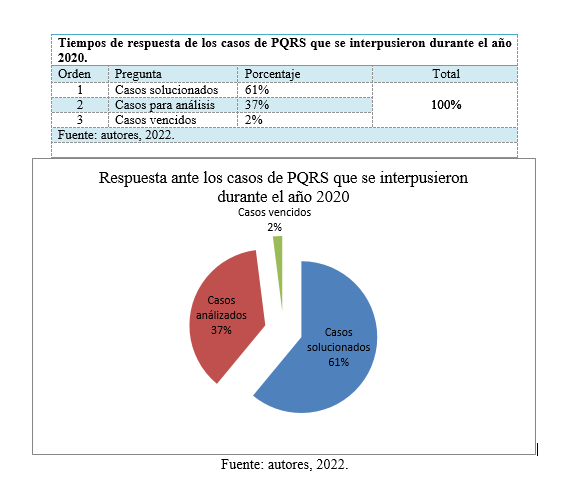 Tiempos de respuesta de los casos de PQRS que se interpusieron durante el año
2020.
Orden Pregunta Porcentaje Total
1 Casos solucionados 61%
2 Casos para análisis 37% 100%
3 Casos vencidos 2%
Fuente: autores, 2022.
Respuesta ante los casos de PQRS que se interpusieron
durante el año 2020
Casos vencidos
2%
Casos
análizados
37%
Casos
solucionados
61%
Fuente: autores, 2022.